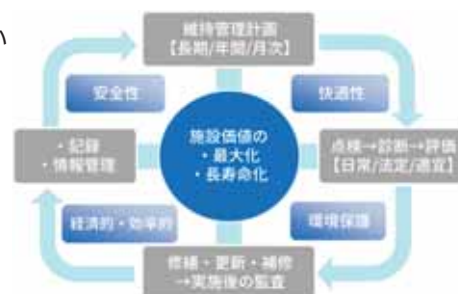 い
維持管理計画
【長期/年間/月次】
安全性
快適性
施設価値の
・最大化
・長寿命化
・記録
・情報管理
点検→診断→評価
【日常/法定/適宜】
経済的・効率的
環境保護
修繕・更新・補修
→実施後の監査